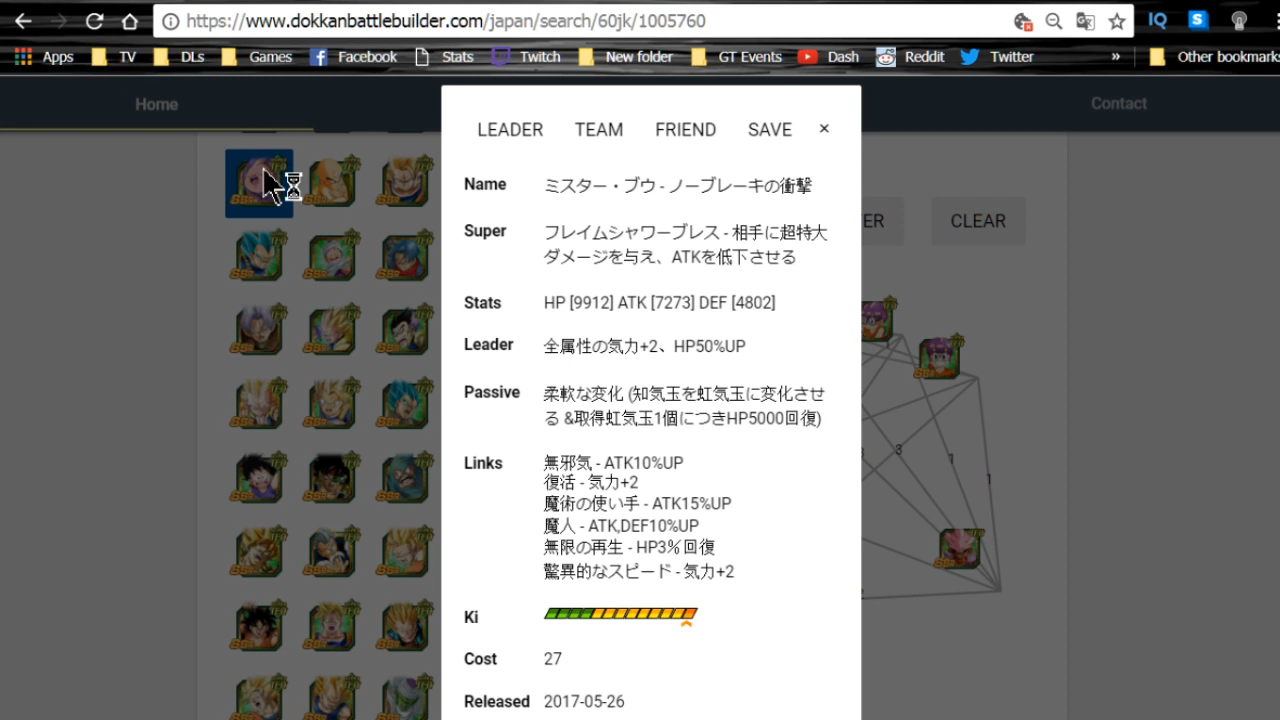 https://www.dokkanbattlebuilder.com/japan/search/60jk/1005760
IQ
S
Apps TV DLs Games Facebook Stats Twitch New folder GT Events Dash Reddit Twitter » Other bookmarks
Home
Contact
LEADER TEAM FRIEND SAVE ×
Name ミスター・ブウ - ノーブレーキの衝撃
Super フレイムシャワーブレス - 相手に超特大
ダメージを与え、ATKを低下させる
Stats HP [9912] ATK [7273] DEF [4802]
Leader 全属性の気力+2、HP50%UP
Passive 柔軟な変化 (知気玉を虹気玉に変化させ
る &取得虹気玉1個につきHP5000回復)
Links 無邪気 - ATK10%UP
復活 - 気力+2
魔術の使い手 - ATK15%UP
魔人 - ATK,DEF10%UP
無限の再生 - HP3%回復
驚異的なスピード - 気力+2
Ki
Cost 27
Released 2017-05-26
ER
CLEAR
3
1
1